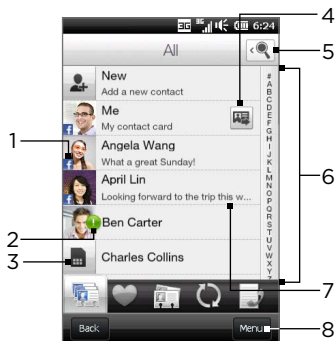 4
3G 3G 6:24
All
5
New
Add a new contact
#
A
B
C
D
E
F
G
H
I
J
K
L
M
N
O
P
Q
R
S
T
U
V
W
X
Y
Me
My contact card
1
Angela Wang
What a great Sunday!
6
April Lin
Looking forward to the trip this w...
2
Ben Carter
7
3
Charles Collins
Back
Menu
8